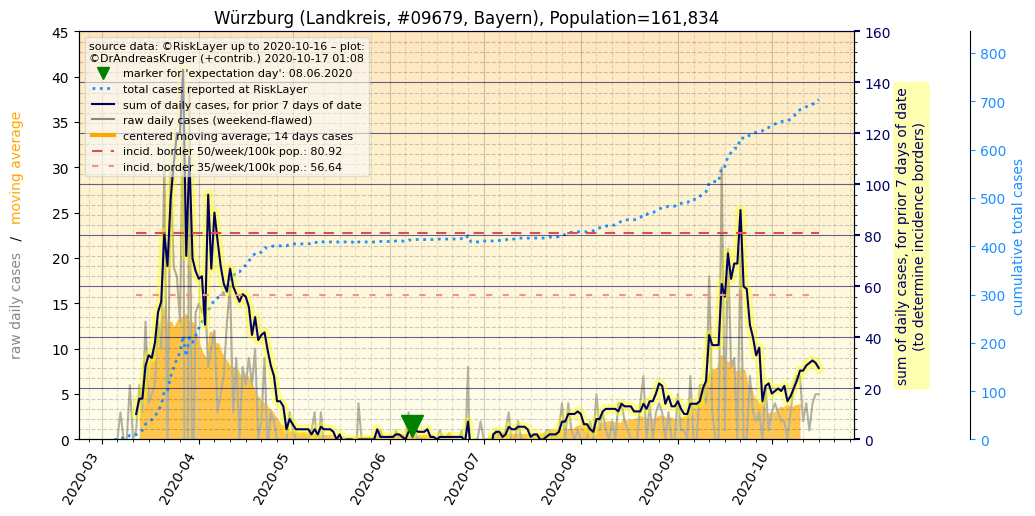 Würzburg (Landkreis, #09679, Bayern), Population=161,834
source data: ©RiskLayer up to 2020-10-16 – plot:
©DrAndreasKruger (+contrib.) 2020-10-17 01:08
marker for 'expectation day': 08.06.2020
total cases reported at RiskLayer
sum of daily cases, for prior 7 days of date
raw daily cases (weekend-flawed)
centered moving average, 14 days cases
incid. border 50/week/100k pop.: 80.92
incid. border 35/week/100k pop.: 56.64
raw daily cases / moving average
45
40
35
30
25
20
15
10
5
0
2020-03
2020-04
2020-05
2020-06
2020-07
2020-08
2020-09
2020-10
160
140
120
100
80
60
40
20
0
sum of daily cases, for prior 7 days of date
(to determine incidence borders)
800
700
600
500
400
300
200
100
0
cumulative total cases